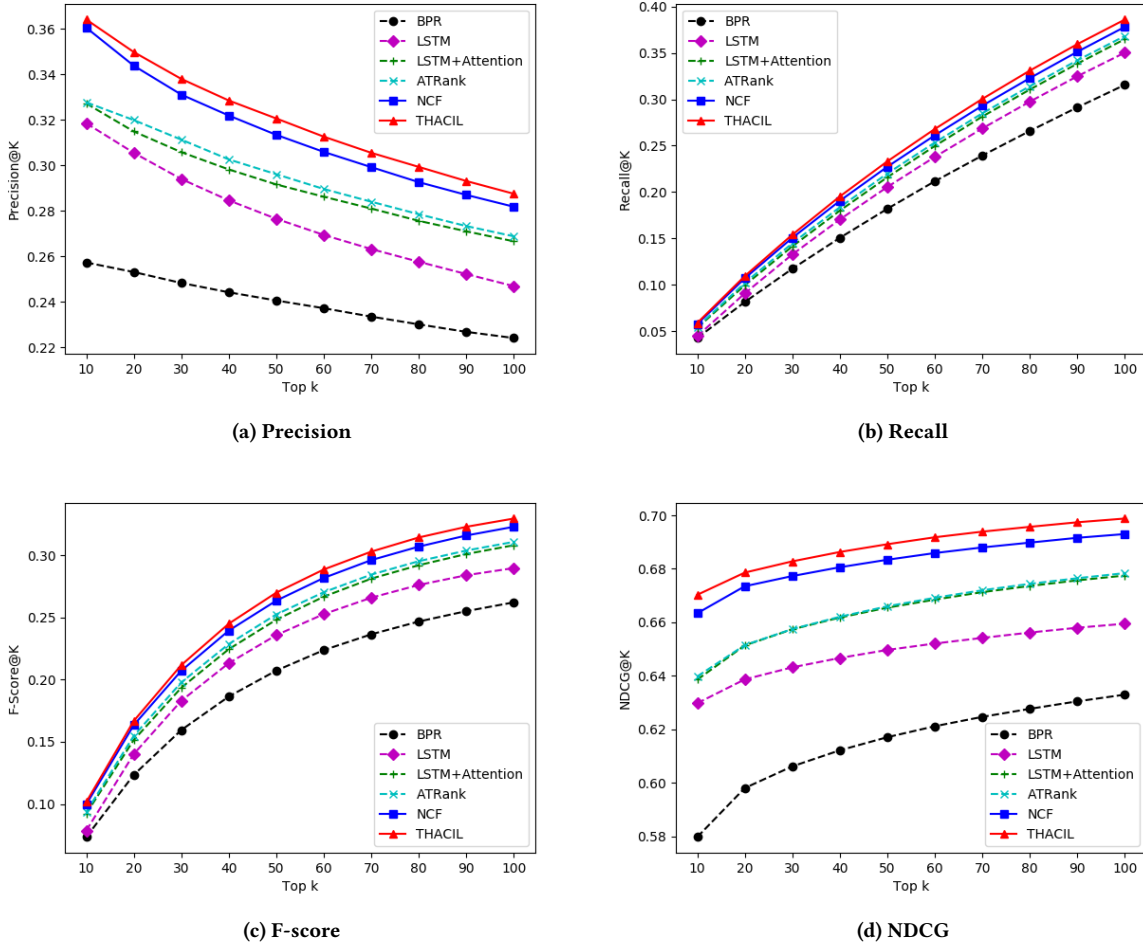 0.36
0.34
0.32
0.30
0.28
0.26
0.24
0.22
Precision@K
10 20 30 40 50 60 70 80 90 100
Top k
BPR
LSTM
LSTM+Attention
ATRank
NCF
THACIL
(a) Precision
0.40
0.35
0.30
0.25
0.20
0.15
0.10
0.05
Recall@K
10 20 30 40 50 60 70 80 90 100
Top k
BPR
LSTM
LSTM+Attention
ATRank
NCF
THACIL
(b) Recall
0.30
0.25
0.20
0.15
0.10
F-Score@K
10 20 30 40 50 60 70 80 90 100
Top k
BPR
LSTM
LSTM+Attention
ATRank
NCF
THACIL
(c) F-score
0.70
0.68
0.66
0.64
0.62
0.60
0.58
NDCG@K
10 20 30 40 50 60 70 80 90 100
Top k
BPR
LSTM
LSTM+Attention
ATRank
NCF
THACIL
(d) NDCG